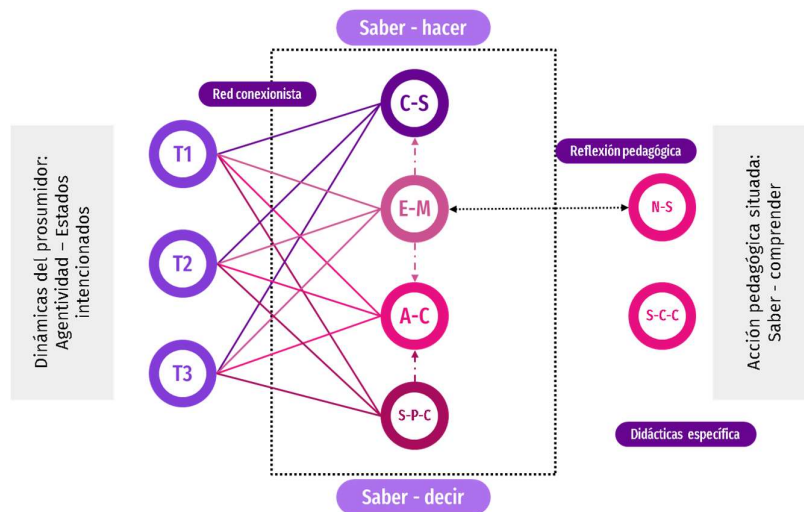 Saber - hacer
Red conexionista
C-S
T1
Reflexión pedagógica
E-M
N-S
Dinámicas del prosumidor:
Agentividad – Estados
intencionados
T2
A-C
S-C-C
Acción pedagógica situada:
Saber - comprender
T3
S-P-C
Didácticas específica
Saber - decir